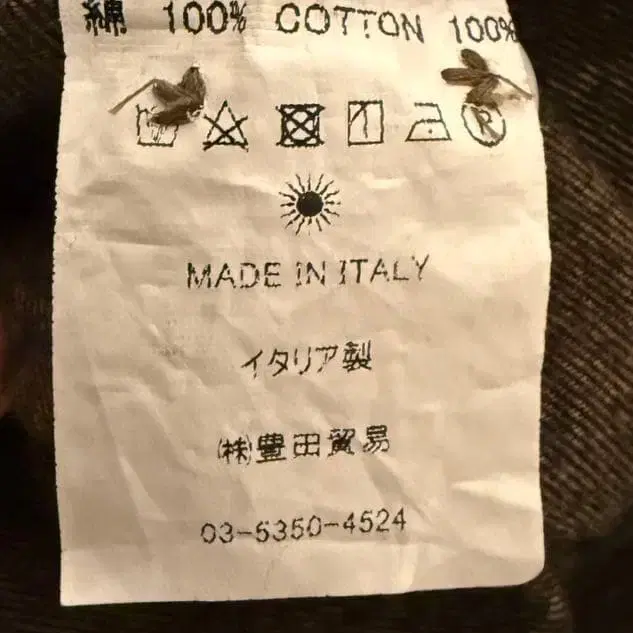 綿 100% COTTON 100%
MADE IN ITALY
イタリア製
㈱豊田貿易
03-5350-4524